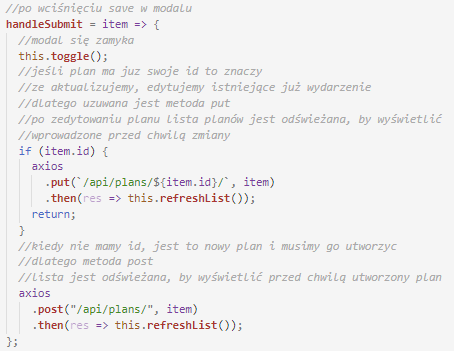 //po wciśnięciu save w modalu
handleSubmit = item => {
//modal się zamyka
this.toggle();
//jeśli plan ma juz swoje id to znaczy
//ze aktualizujemy, edytujemy istniejące już wydarzenie
//dlatego uzuwana jest metoda put
//po zedytowaniu planu lista planów jest odświeżana, by wyświetlić
//wprowadzone przed chwilą zmiany
if (item.id) {
axios
.put(`/api/plans/${item.id}/`, item)
.then(res => this.refreshList());
return;
}
//kiedy nie mamy id, jest to nowy plan i musimy go utworzyc
//dlatego metoda post
//lista jest odświeżana, by wyświetlić przed chwilą utworzony plan
axios
.post("/api/plans/", item)
.then(res => this.refreshList());
};